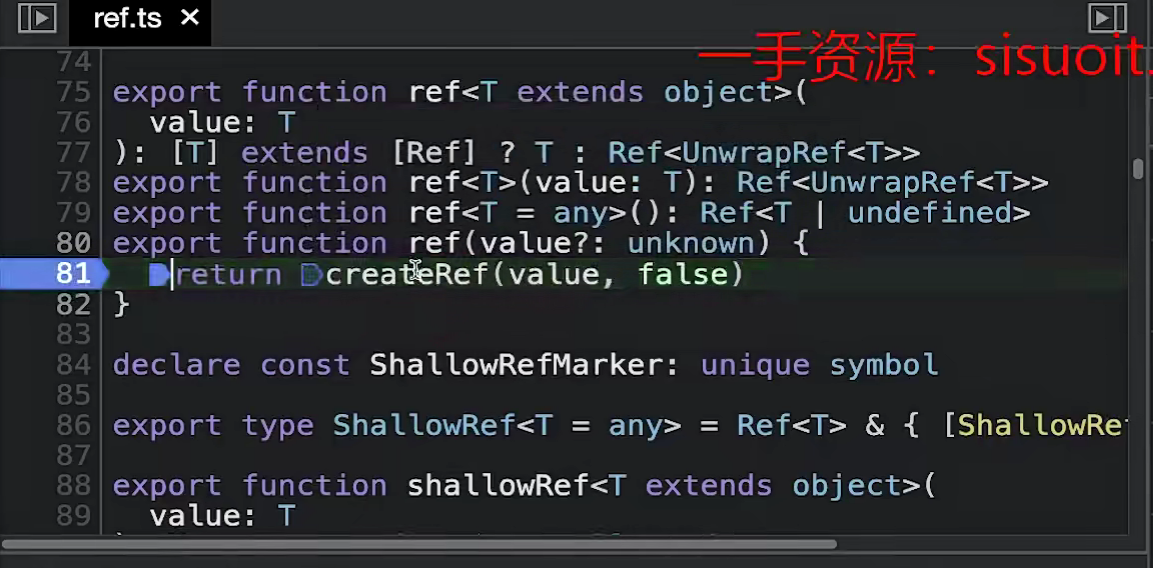 ref.ts ×
一手资源：sisuoit.
74
75 export function ref<T extends object>(
76   value: T
77 ): [T] extends [Ref] ? T : Ref<UnwrapRef<T>>
78 export function ref<T>(value: T): Ref<UnwrapRef<T>>
79 export function ref<T = any>(): Ref<T | undefined>
80 export function ref(value?: unknown) {
81   return createRef(value, false)
82 }
83
84 declare const ShallowRefMarker: unique symbol
85
86 export type ShallowRef<T = any> = Ref<T> & { [ShallowRe
87
88 export function shallowRef<T extends object>(
89   value: T